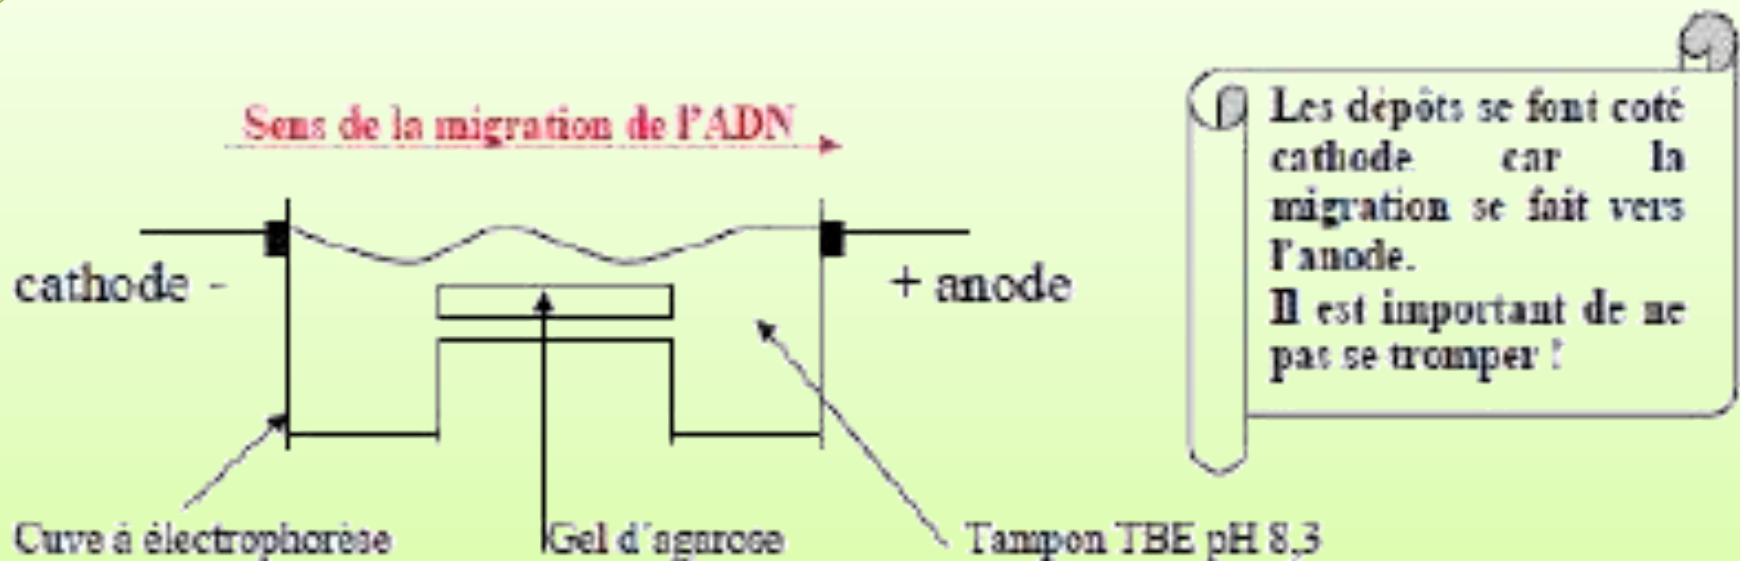 Sens de la migration de l'ADN
cathode -
+ anode
Cuve à électrophorèse
Gel d'agarose
Tampon TBE pH 8,3
Les dépôts se font coté
cathode car la
migration se fait vers
l'anode.
Il est important de ne
pas se tromper !